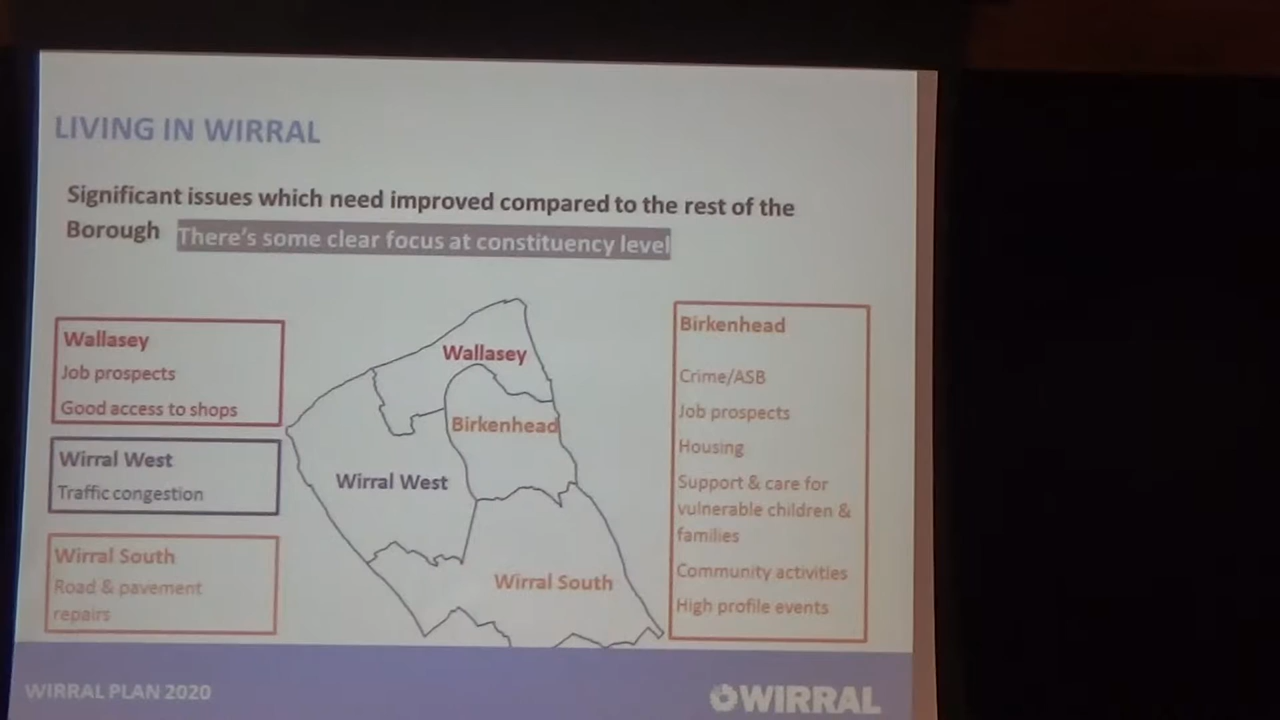 LIVING IN WIRRAL
Significant issues which need improved compared to the rest of the
Borough There's some clear focus at constituency level
Wallasey
Job prospects
Good access to shops
Wirral West
Traffic congestion
Wirral South
Road & pavement
repairs
Wallasey
Birkenhead
Wirral West
Wirral South
Birkenhead
Crime/ASB
Job prospects
Housing
Support & care for
vulnerable children &
families
Community activities
High profile events
WIRRAL PLAN 2020
WIRRAL